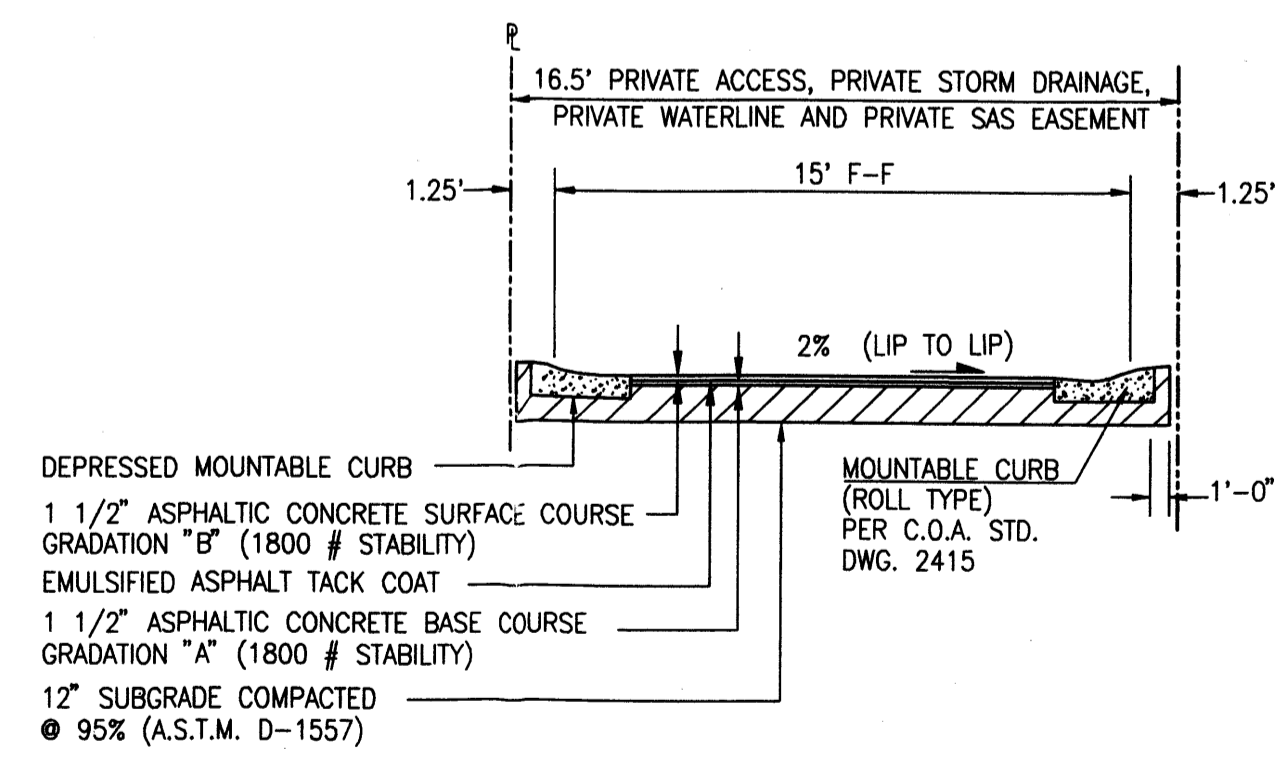 ℄
16.5' PRIVATE ACCESS, PRIVATE STORM DRAINAGE,
PRIVATE WATERLINE AND PRIVATE SAS EASEMENT
1.25'
15' F-F
1.25'
2% (LIP TO LIP)
DEPRESSED MOUNTABLE CURB
1 1/2" ASPHALTIC CONCRETE SURFACE COURSE
GRADATION "B" (1800 # STABILITY)
EMULSIFIED ASPHALT TACK COAT
1 1/2" ASPHALTIC CONCRETE BASE COURSE
GRADATION "A" (1800 # STABILITY)
12" SUBGRADE COMPACTED
@ 95% (A.S.T.M. D-1557)
MOUNTABLE CURB
(ROLL TYPE)
PER C.O.A. STD.
DWG. 2415
1'-0"